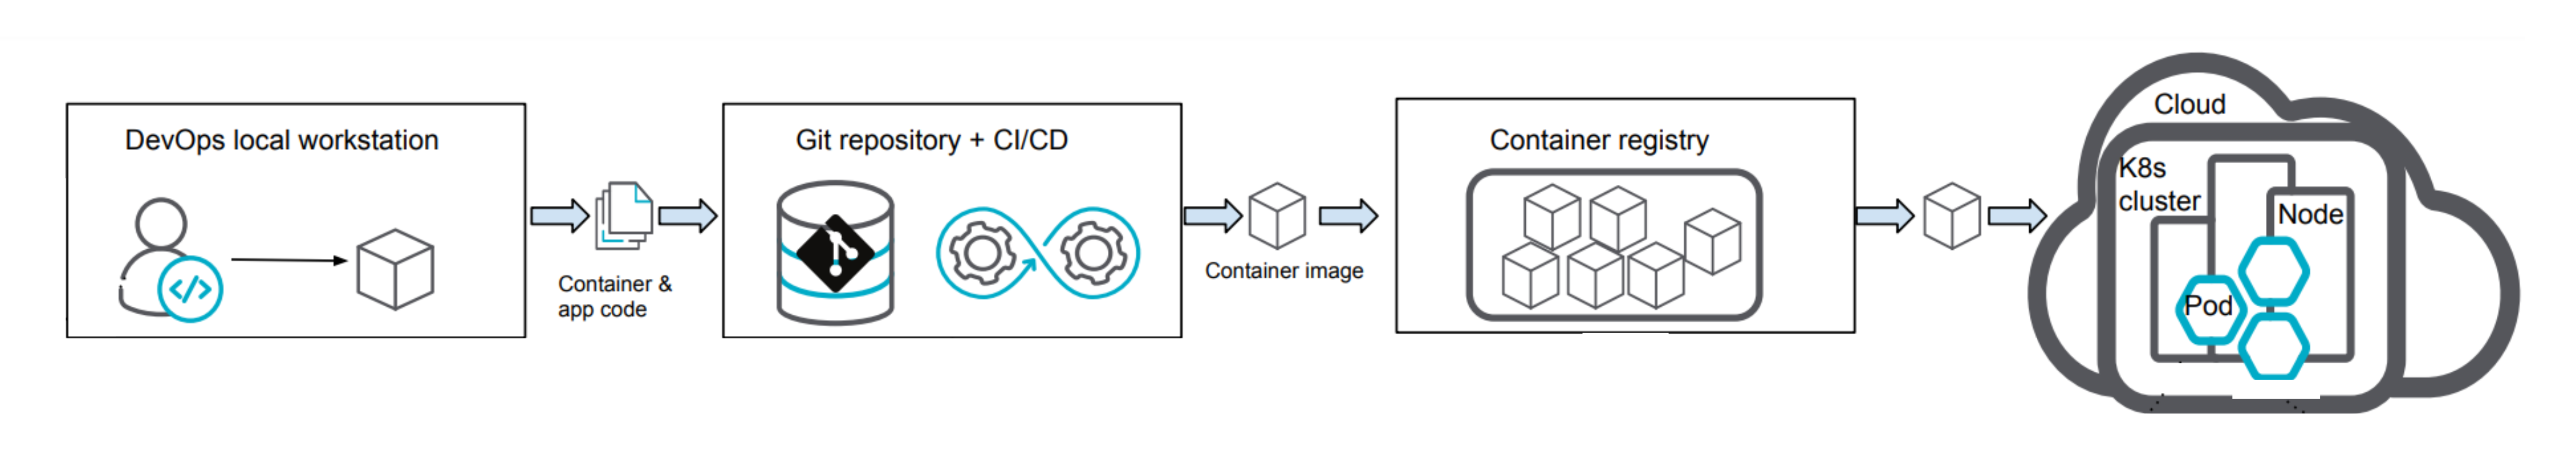 DevOps local workstation
</>
Container &
app code
Git repository + CI/CD
Container image
Container registry
Cloud
K8s
cluster
Node
Pod